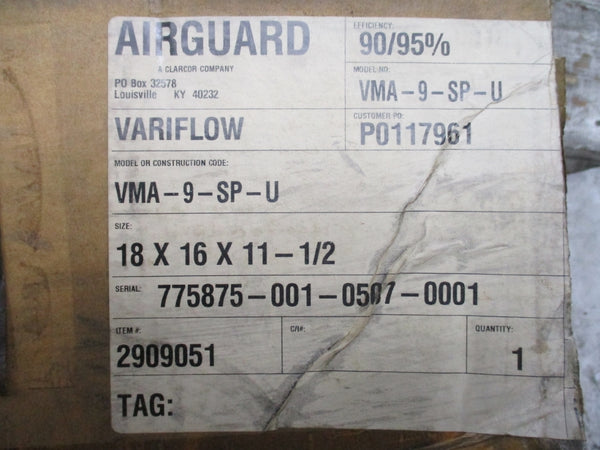 AIRGUARD
A CLARCOR COMPANY
PO Box 32578
Louisville KY 40232
EFFICIENCY:
90/95%
MODEL NO:
VMA-9-SP-U
VARIFLOW
CUSTOMER PO:
P0117961
MODEL OR CONSTRUCTION CODE:
VMA-9-SP-U
SIZE:
18 X 16 X 11-1/2
SERIAL: 775875-001-0507-0001
ITEM #:
2909051
C/I#:
QUANTITY:
1
TAG: